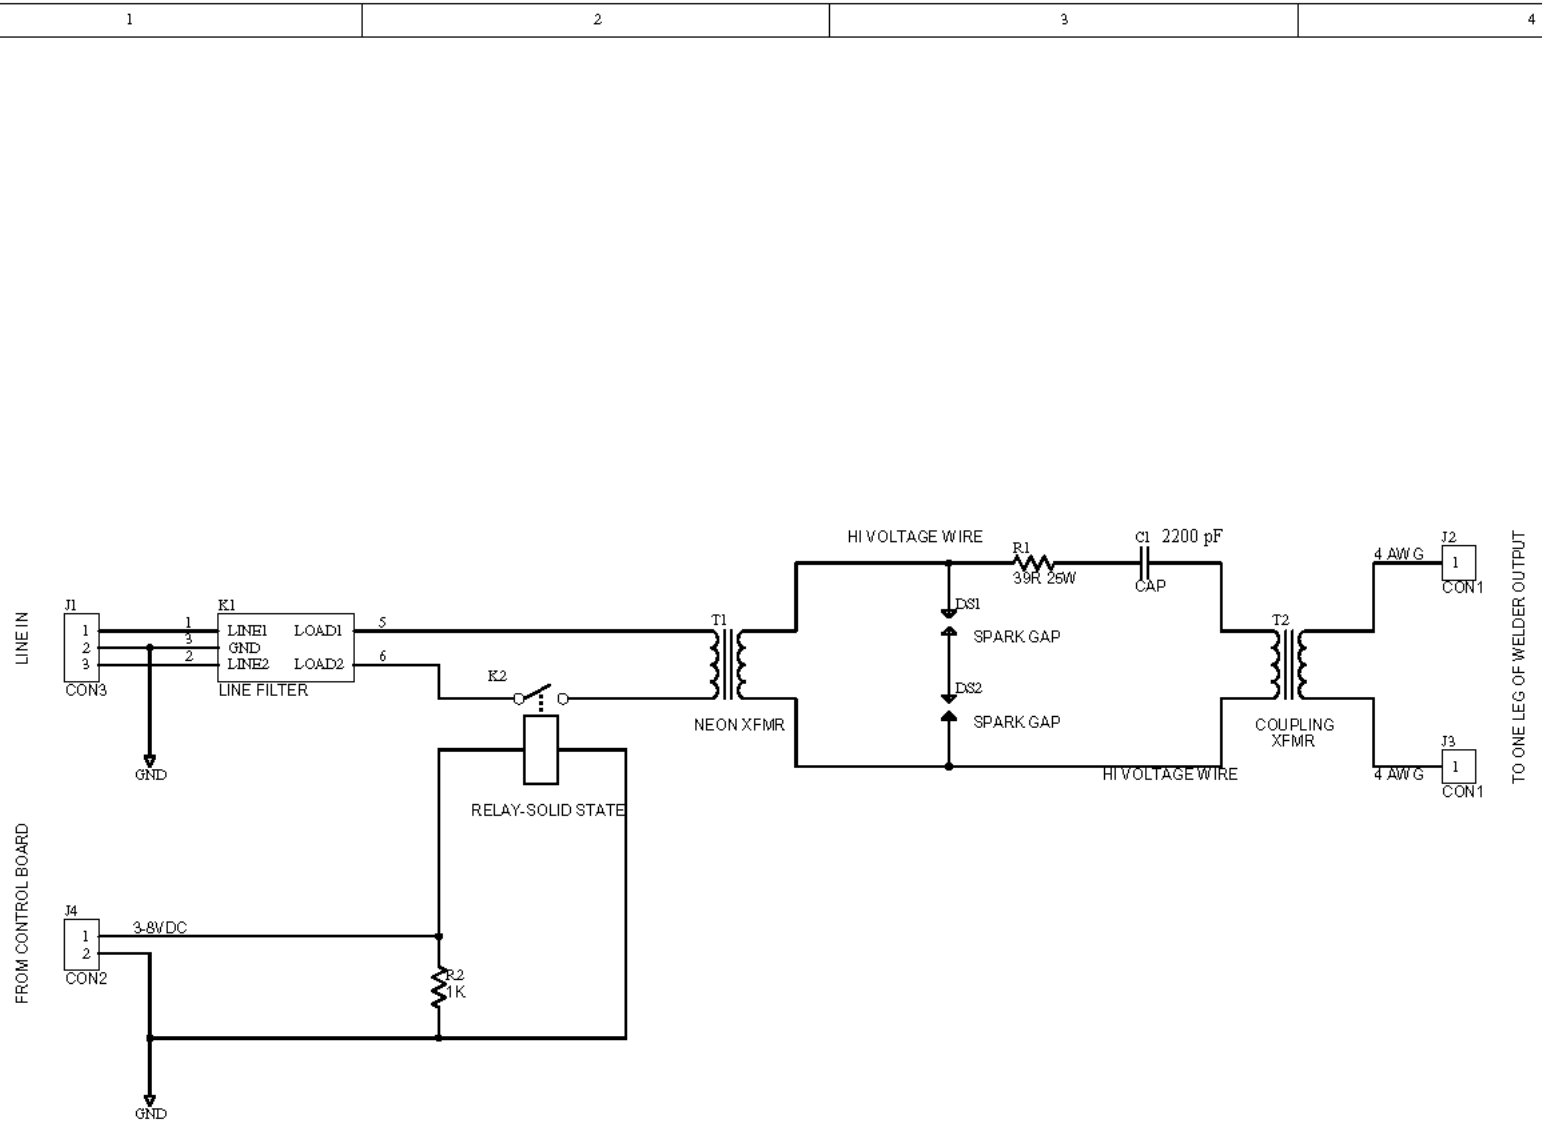 1 2 3 4
HI VOLTAGE WIRE
R1
39R 25W
C1 2200 pF
CAP
4 AWG
J2
1
CON1
TO ONE LEG OF WELDER OUTPUT
LINE IN
J1
1
2
3
CON3
1
3
2
K1
LINE1 LOAD1
GND
LINE2 LOAD2
LINE FILTER
5
6
GND
K2
RELAY-SOLID STATE
T1
NEON XFMR
DS1
SPARK GAP
DS2
SPARK GAP
HI VOLTAGE WIRE
T2
COUPLING
XFMR
4 AWG
J3
1
CON1
FROM CONTROL BOARD
J4
1
2
CON2
3-8VDC
R2
1K
GND